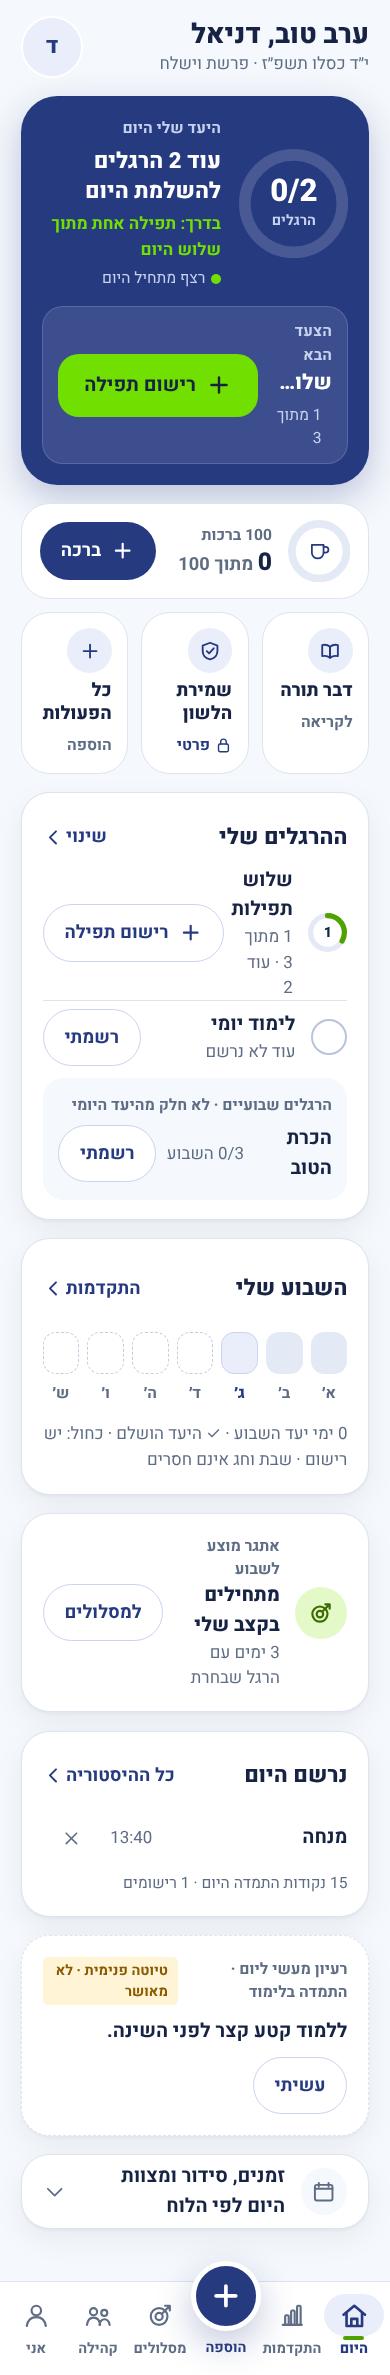 ערב טוב, דניאל
ד
י״ד כסלו תשפ״ז · פרשת וישלח
היעד שלי היום
עוד 2 הרגלים
להשלמת היום
0/2
הרגלים
בדרך: תפילה אחת מתוך
שלוש היום
רצף מתחיל היום
הצעד
הבא
שלו...
1 מתוך
3
רישום תפילה
100 ברכות
0 מתוך 100
ברכה
דבר תורה
לקריאה
שמירת
הלשון
פרטי
כל
הפעולות
הוספה
ההרגלים שלי
שינוי
1
שלוש
תפילות
1 מתוך
3 · עוד
2
רישום תפילה
לימוד יומי
עוד לא נרשם
רשמתי
הרגלים שבועיים · לא חלק מהיעד היומי
הכרת
הטוב
0/3 השבוע
רשמתי
השבוע שלי
התקדמות
א׳ ב׳ ג׳ ד׳ ה׳ ו׳ ש׳
0 ימי יעד השבוע · ✓ היעד הושלם · כחול: יש
רישום · שבת וחג אינם חסרים
אתגר מוצע
לשבוע
מתחילים
בקצב שלי
3 ימים עם
הרגל שבחרת
למסלולים
נרשם היום
כל ההיסטוריה
מנחה
13:40
15 נקודות התמדה היום · 1 רישומים
רעיון מעשי ליום ·
התמדה בלימוד
טיוטה פנימית · לא
מאושר
ללמוד קטע קצר לפני השינה.
עשיתי
זמנים, סידור ומצוות
היום לפי הלוח
היום
התקדמות
הוספה
מסלולים
קהילה
אני